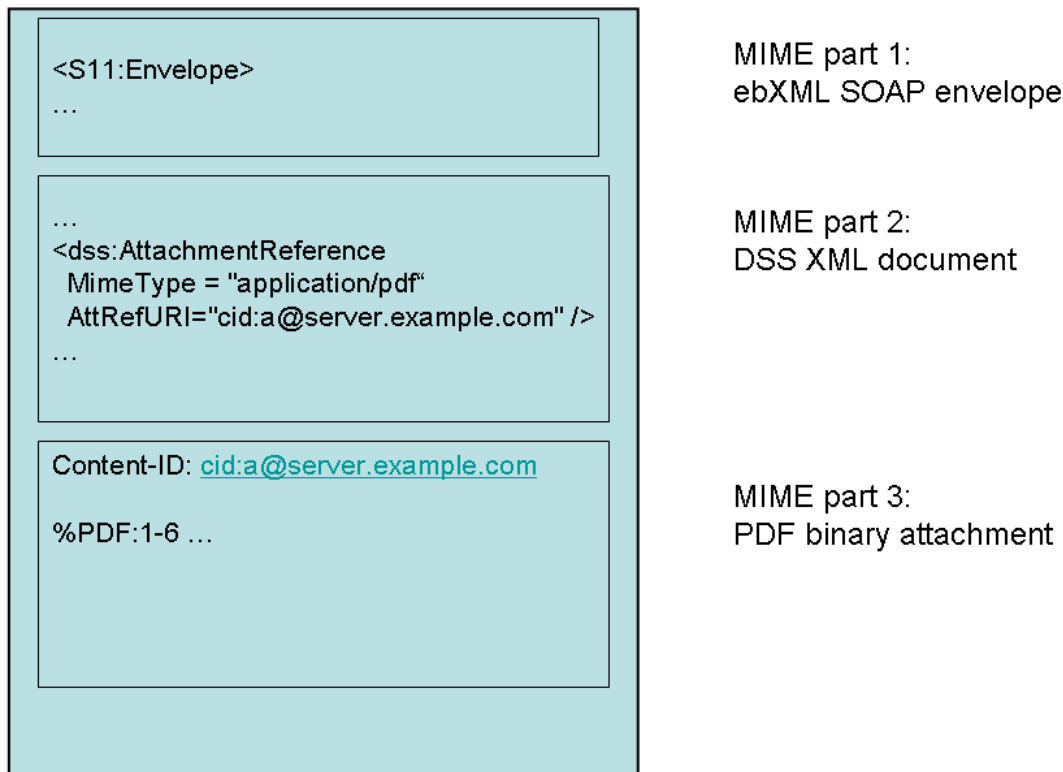 <S11:Envelope>
…
MIME part 1:
ebXML SOAP envelope
…
<dss:AttachmentReference
MimeType = "application/pdf“
AttRefURI="cid:a@server.example.com" />
…
MIME part 2:
DSS XML document
Content-ID: cid:a@server.example.com
%PDF:1-6 …
MIME part 3:
PDF binary attachment